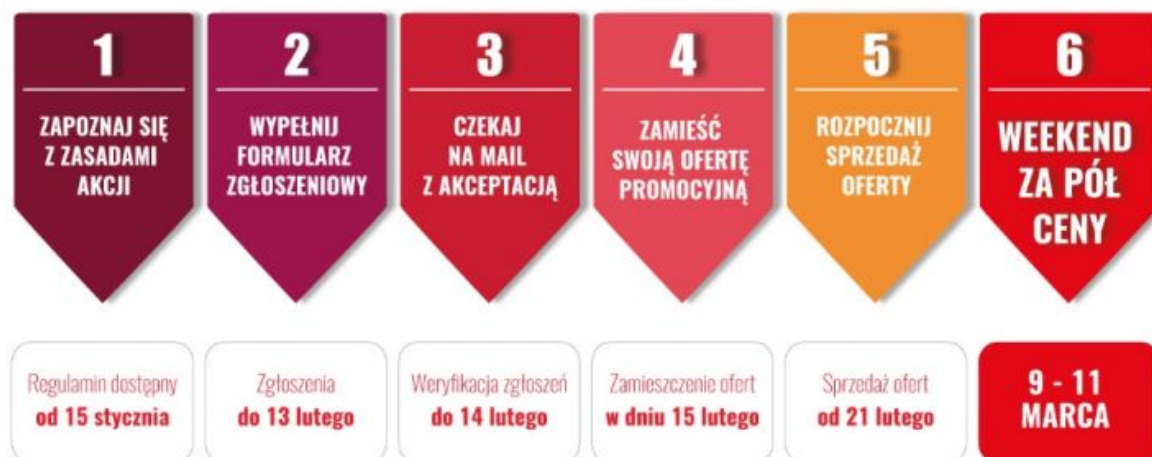 1
ZAPOZNAJ SIĘ
Z ZASADAMI
AKCJI
2
WYPEŁNIJ
FORMULARZ
ZGŁOSZENIOWY
3
CZEKAJ
NA MAIL
Z AKCEPTACJĄ
4
ZAMIEŚĆ
SWOJĄ OFERTĘ
PROMOCYJNĄ
5
ROZPOCZNIJ
SPRZEDAŻ
OFERTY
6
WEEKEND
ZA PÓŁ
CENY
Regulamin dostępny
od 15 stycznia
Zgłoszenia
do 13 lutego
Weryfikacja zgłoszeń
do 14 lutego
Zamieszczenie ofert
w dniu 15 lutego
Sprzedaż ofert
od 21 lutego
9 - 11
MARCA